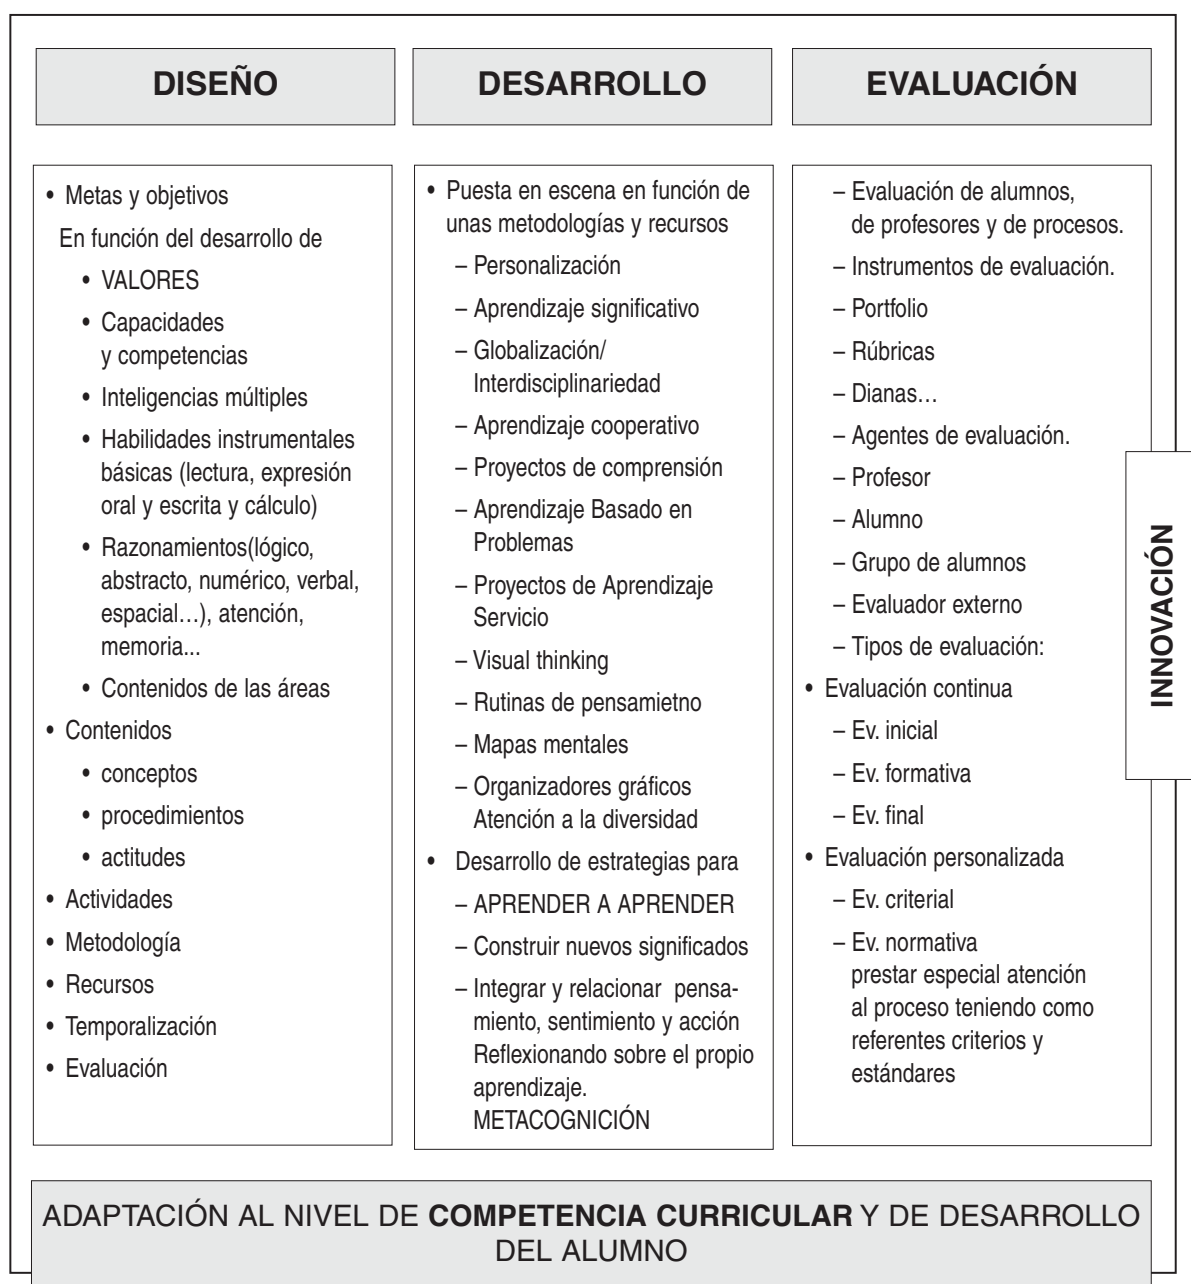 DISEÑO
• Metas y objetivos
En función del desarrollo de
• VALORES
• Capacidades
y competencias
• Inteligencias múltiples
• Habilidades instrumentales
básicas (lectura, expresión
oral y escrita y cálculo)
• Razonamientos(lógico,
abstracto, numérico, verbal,
espacial…), atención,
memoria...
• Contenidos de las áreas
• Contenidos
• conceptos
• procedimientos
• actitudes
• Actividades
• Metodología
• Recursos
• Temporalización
• Evaluación
DESARROLLO
• Puesta en escena en función de
unas metodologías y recursos
– Personalización
– Aprendizaje significativo
– Globalización/
Interdisciplinariedad
– Aprendizaje cooperativo
– Proyectos de comprensión
– Aprendizaje Basado en
Problemas
– Proyectos de Aprendizaje
Servicio
– Visual thinking
– Rutinas de pensamietno
– Mapas mentales
– Organizadores gráficos
Atención a la diversidad
• Desarrollo de estrategias para
– APRENDER A APRENDER
– Construir nuevos significados
– Integrar y relacionar pensa-
miento, sentimiento y acción
Reflexionando sobre el propio
aprendizaje.
METACOGNICIÓN
EVALUACIÓN
– Evaluación de alumnos,
de profesores y de procesos.
– Instrumentos de evaluación.
– Portfolio
– Rúbricas
– Dianas…
– Agentes de evaluación.
– Profesor
– Alumno
– Grupo de alumnos
– Evaluador externo
– Tipos de evaluación:
• Evaluación continua
– Ev. inicial
– Ev. formativa
– Ev. final
• Evaluación personalizada
– Ev. criterial
– Ev. normativa
prestar especial atención
al proceso teniendo como
referentes criterios y
estándares
INNOVACIÓN
ADAPTACIÓN AL NIVEL DE COMPETENCIA CURRICULAR Y DE DESARROLLO
DEL ALUMNO